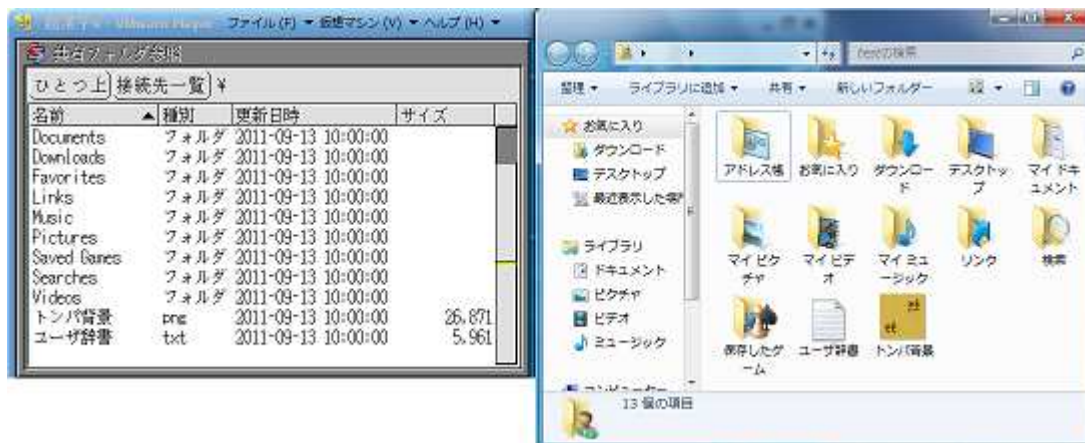 VMware Player ファイル(F) 仮想マシン(V) ヘルプ(H)
共有フォルダ参照
ひとつ上 接続先一覧 ¥
名前 種別 更新日時 サイズ
Documents フォルダ 2011-09-13 10:00:00
Downloads フォルダ 2011-09-13 10:00:00
Favorites フォルダ 2011-09-13 10:00:00
Links フォルダ 2011-09-13 10:00:00
Music フォルダ 2011-09-13 10:00:00
Pictures フォルダ 2011-09-13 10:00:00
Saved Games フォルダ 2011-09-13 10:00:00
Searches フォルダ 2011-09-13 10:00:00
Videos フォルダ 2011-09-13 10:00:00
トンパ背景 png 2011-09-13 10:00:00 26,871
ユーザ辞書 txt 2011-09-13 10:00:00 5,961
整理 ライブラリに追加 共有 新しいフォルダー
お気に入り
ダウンロード
デスクトップ
最近表示した場
ライブラリ
ドキュメント
ピクチャ
ビデオ
ミュージック
コンピューター
アドレス帳 お気に入り ダウンロー デスクトッ マイ ドキ
ド プ ュメント
マイ ピク マイ ビデ マイ ミュ リンク 検索
チャ オ ージック
保存したゲ ユーザ辞書 トンパ背景
ーム
13 個の項目